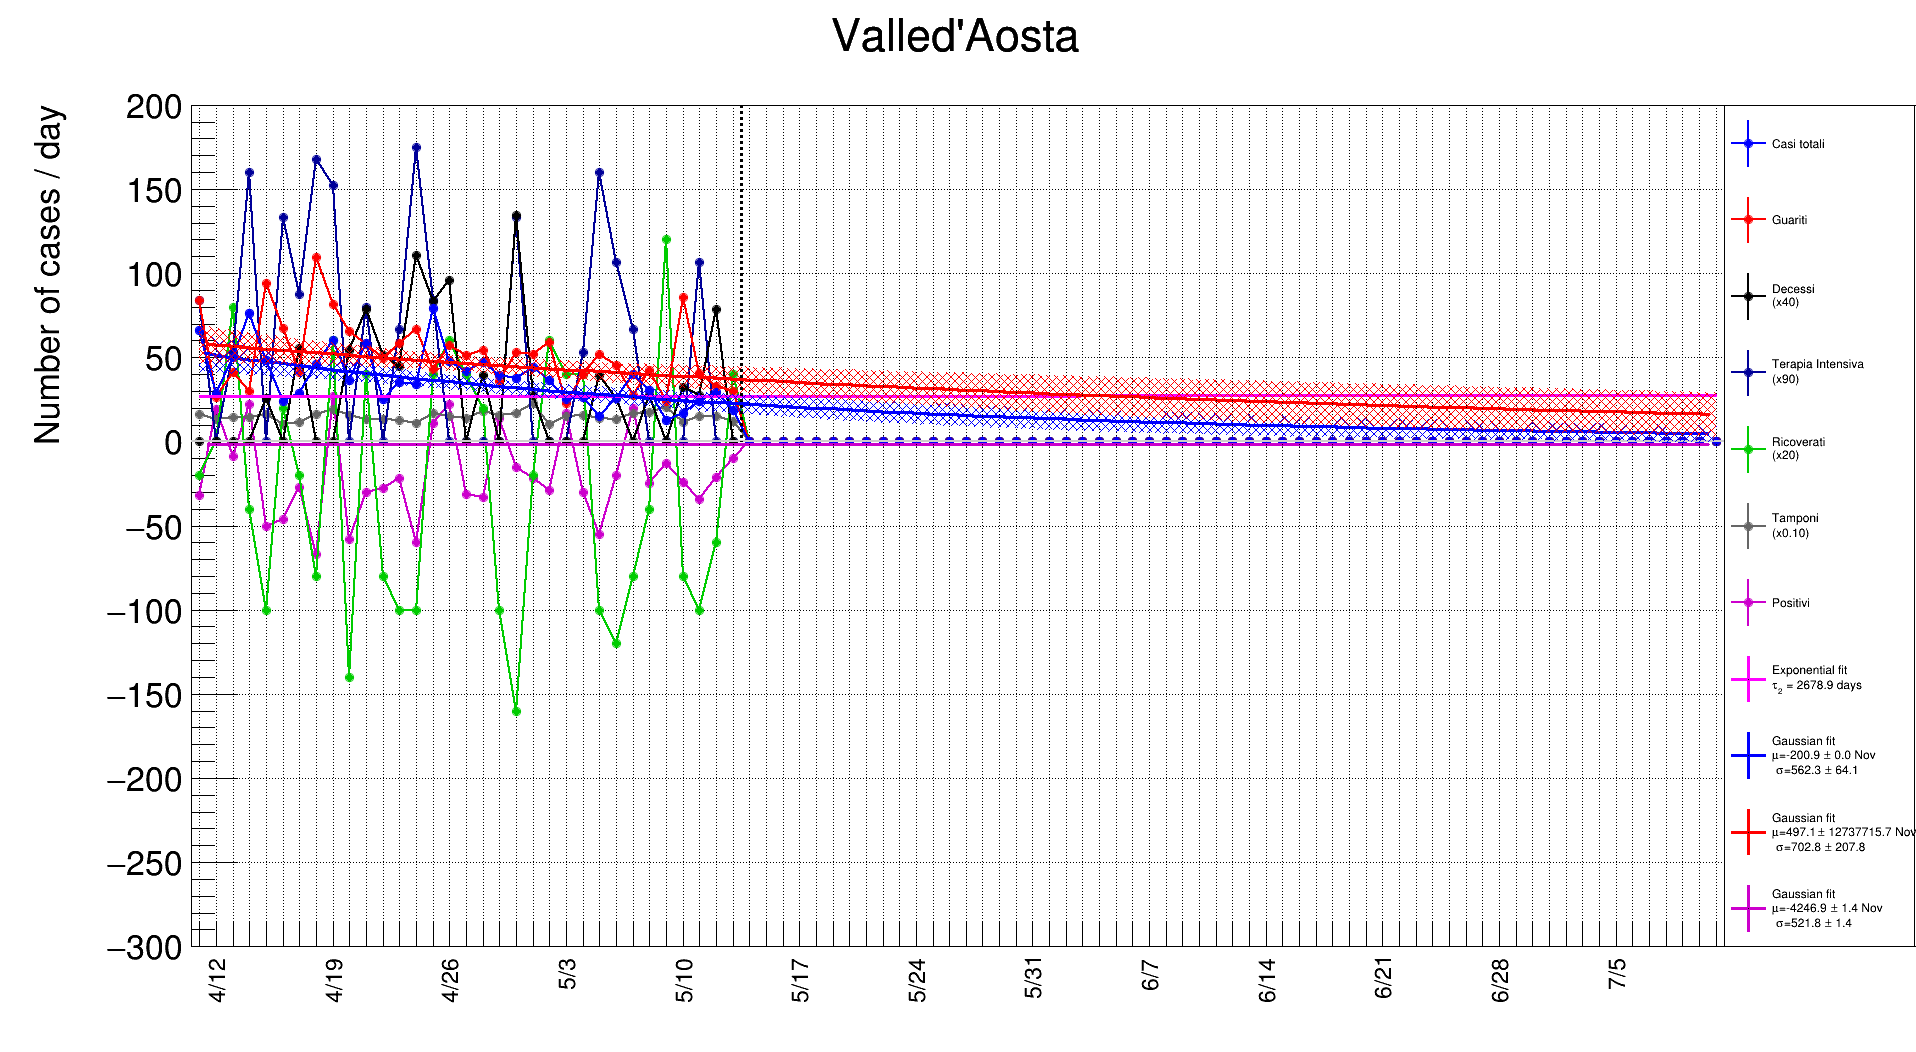 Valled'Aosta
Number of cases / day
200
150
100
50
0
−50
−100
−150
−200
−250
−300
4/12
4/19
4/26
5/3
5/10
5/17
5/24
5/31
6/7
6/14
6/21
6/28
7/5
Casi totali
Guariti
Decessi
(x40)
Terapia Intensiva
(x90)
Ricoverati
(x20)
Tamponi
(x0.10)
Positivi
Exponential fit
τ2 = 2678.9 days
Gaussian fit
μ=-200.9 ± 0.0 Nov
σ=562.3 ± 64.1
Gaussian fit
μ=497.1 ± 12737715.7 Nov
σ=702.8 ± 207.8
Gaussian fit
μ=-4246.9 ± 1.4 Nov
σ=521.8 ± 1.4